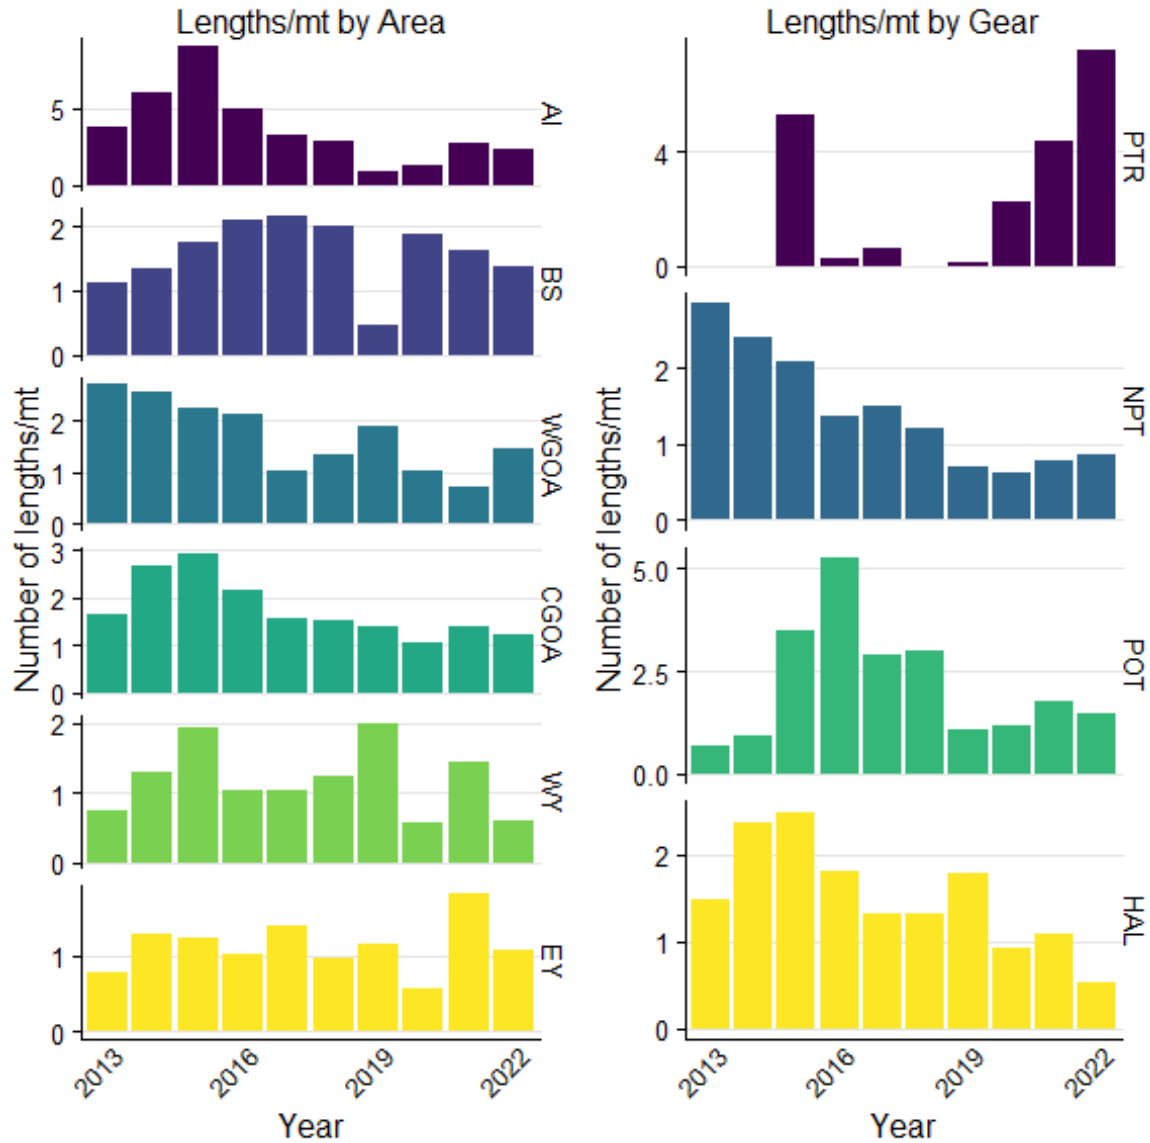 Lengths/mt by Area
5
0
AI
2
1
0
BS
2
1
0
WGOA
3
2
1
0
CGOA
2
1
0
WY
1
0
EY
Number of lengths/mt
2013
2016
2019
2022
Year
Lengths/mt by Gear
4
0
PTR
2
1
0
NPT
5.0
2.5
0.0
POT
2
1
0
HAL
Number of lengths/mt
2013
2016
2019
2022
Year